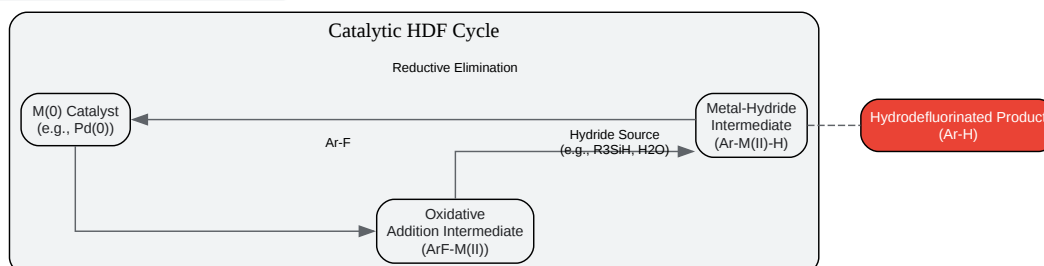 Catalytic HDF Cycle
Reductive Elimination
M(0) Catalyst
(e.g., Pd(0))
Metal-Hydride
Intermediate
(Ar-M(II)-H)
Hydrodefluorinated Product
(Ar-H)
Ar-F
Hydride Source
(e.g., R3SiH, H2O)
Oxidative
Addition Intermediate
(ArF-M(II))